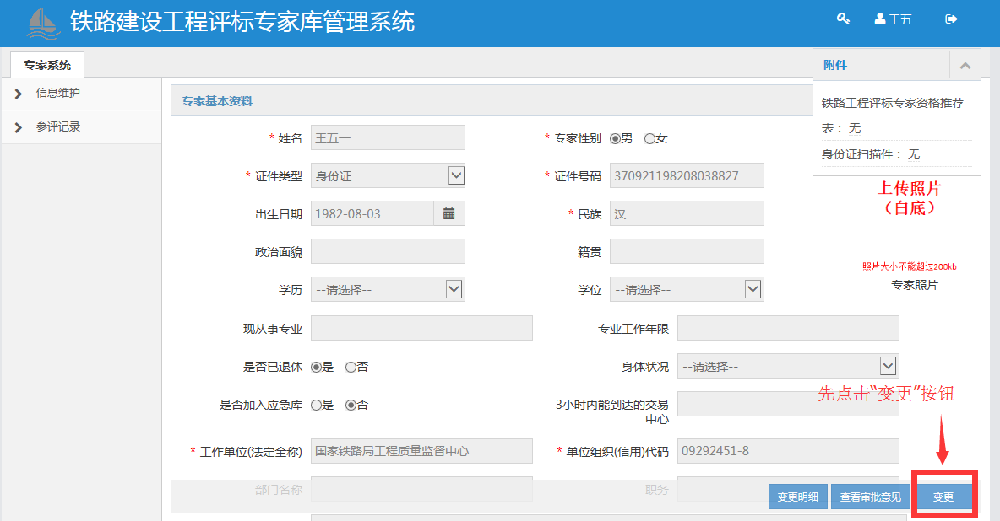 铁路建设工程评标专家库管理系统
王五一
专家系统
信息维护
参评记录
专家基本资料
附件
铁路工程评标专家资格推荐
表： 无
身份证扫描件： 无
上传照片
（白底）
照片大小不能超过200kb
专家照片
* 姓名 王五一 * 专家性别 男 女
* 证件类型 身份证 * 证件号码 370921198208038827
出生日期 1982-08-03 * 民族 汉
政治面貌 籍贯
学历 --请选择-- 学位 --请选择--
现从事专业 专业工作年限
是否已退休 是 否 身体状况 --请选择--
先点击“变更”按钮
是否加入应急库 是 否 3小时内能到达的交易
中心
* 工作单位(法定全称) 国家铁路局工程质量监督中心 * 单位组织(信用)代码 09292451-8
部门名称 职务
变更明细 查看审批意见 变更